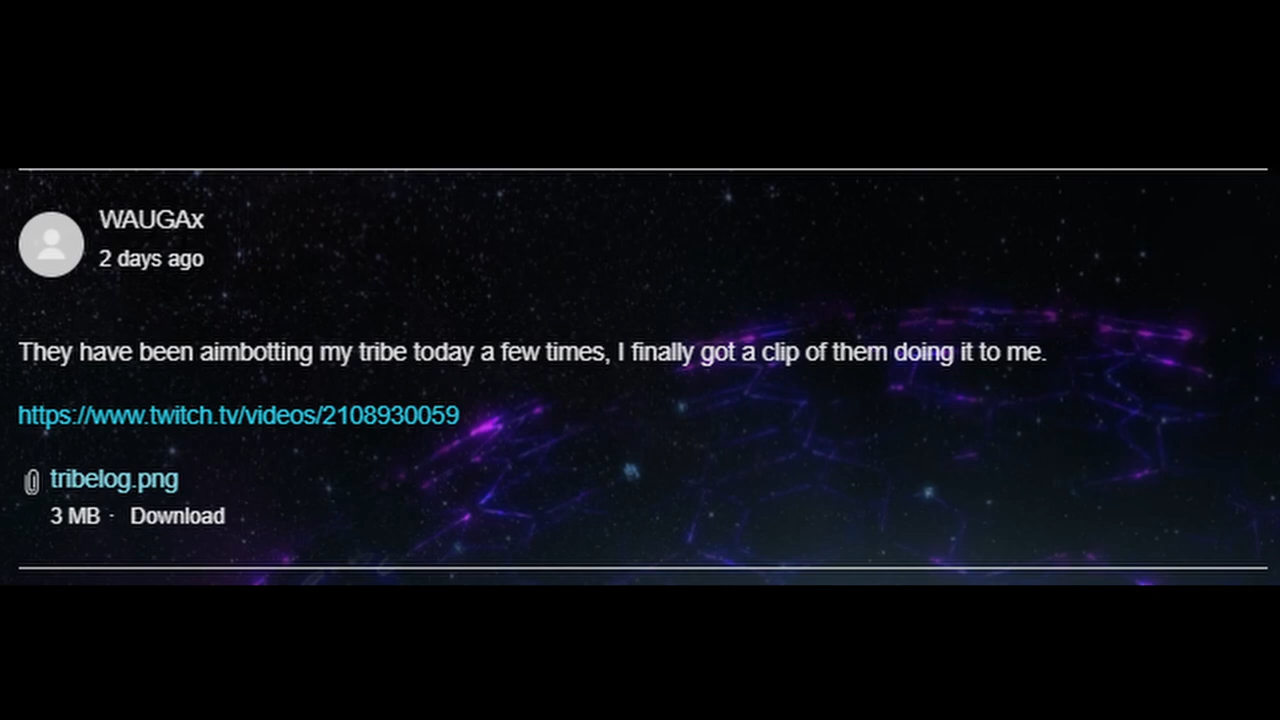 WAUGAx
2 days ago
They have been aimbotting my tribe today a few times, I finally got a clip of them doing it to me.
https://www.twitch.tv/videos/2108930059
tribelog.png
3 MB · Download